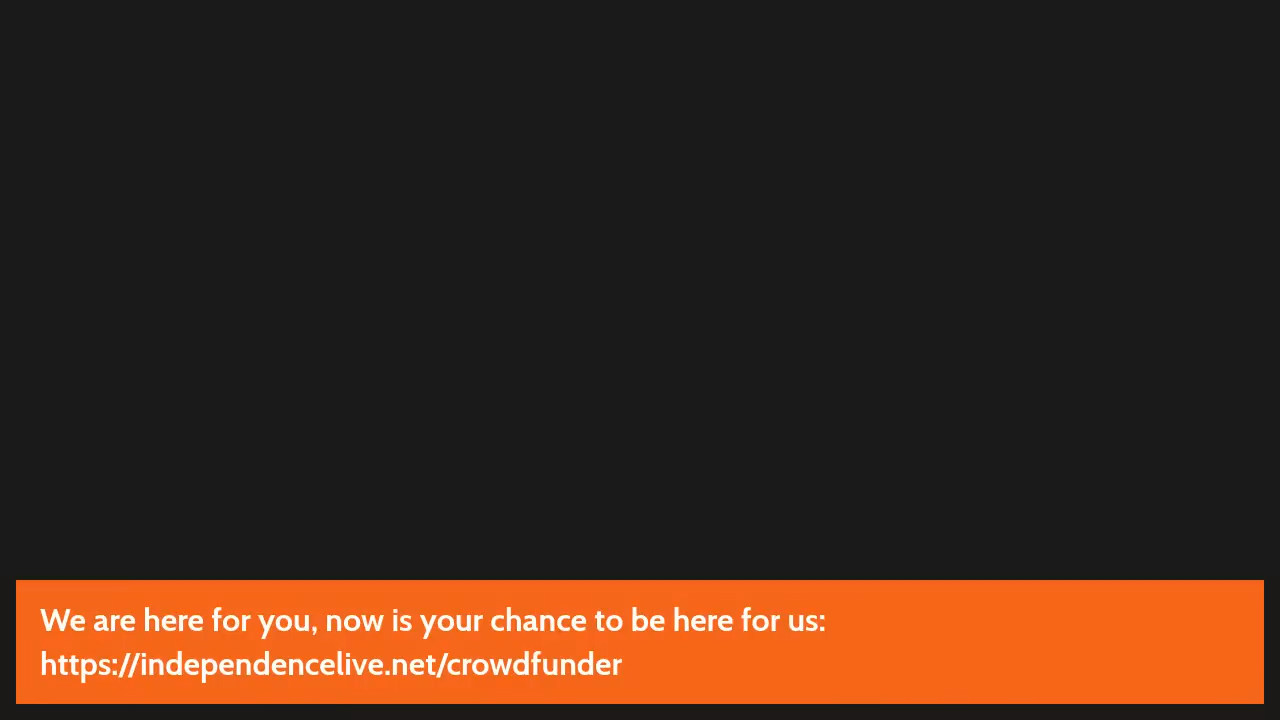 We are here for you, now is your chance to be here for us:
https://independencelive.net/crowdfunder